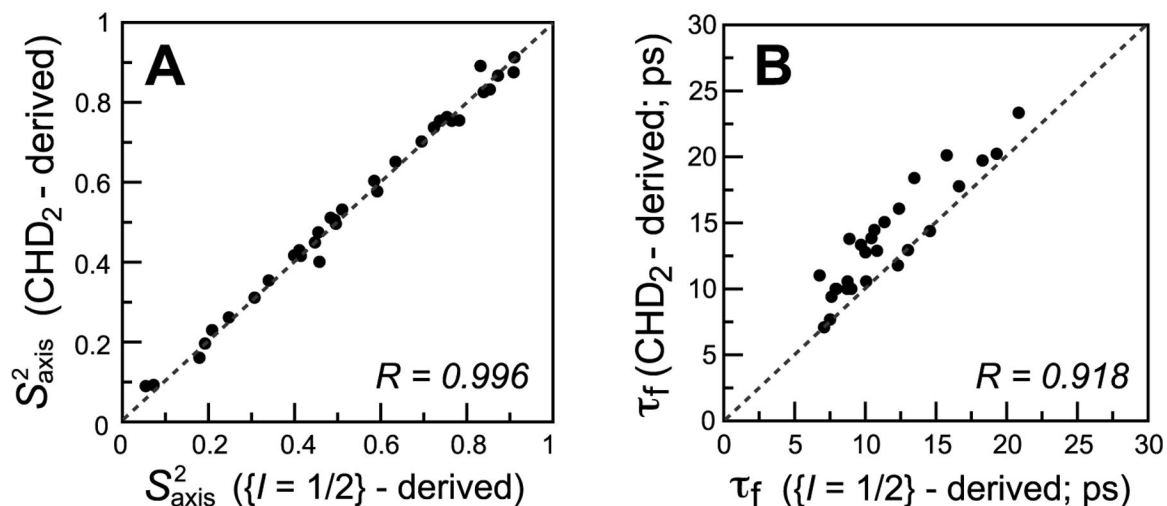 A
1
0.8
0.6
0.4
0.2
0
0 0.2 0.4 0.6 0.8 1
S²axis (CHD₂ - derived)
R = 0.996
S²axis ({I = 1/2} - derived)
B
30
25
20
15
10
5
0
0 5 10 15 20 25 30
τf (CHD₂ - derived; ps)
R = 0.918
τf ({I = 1/2} - derived; ps)